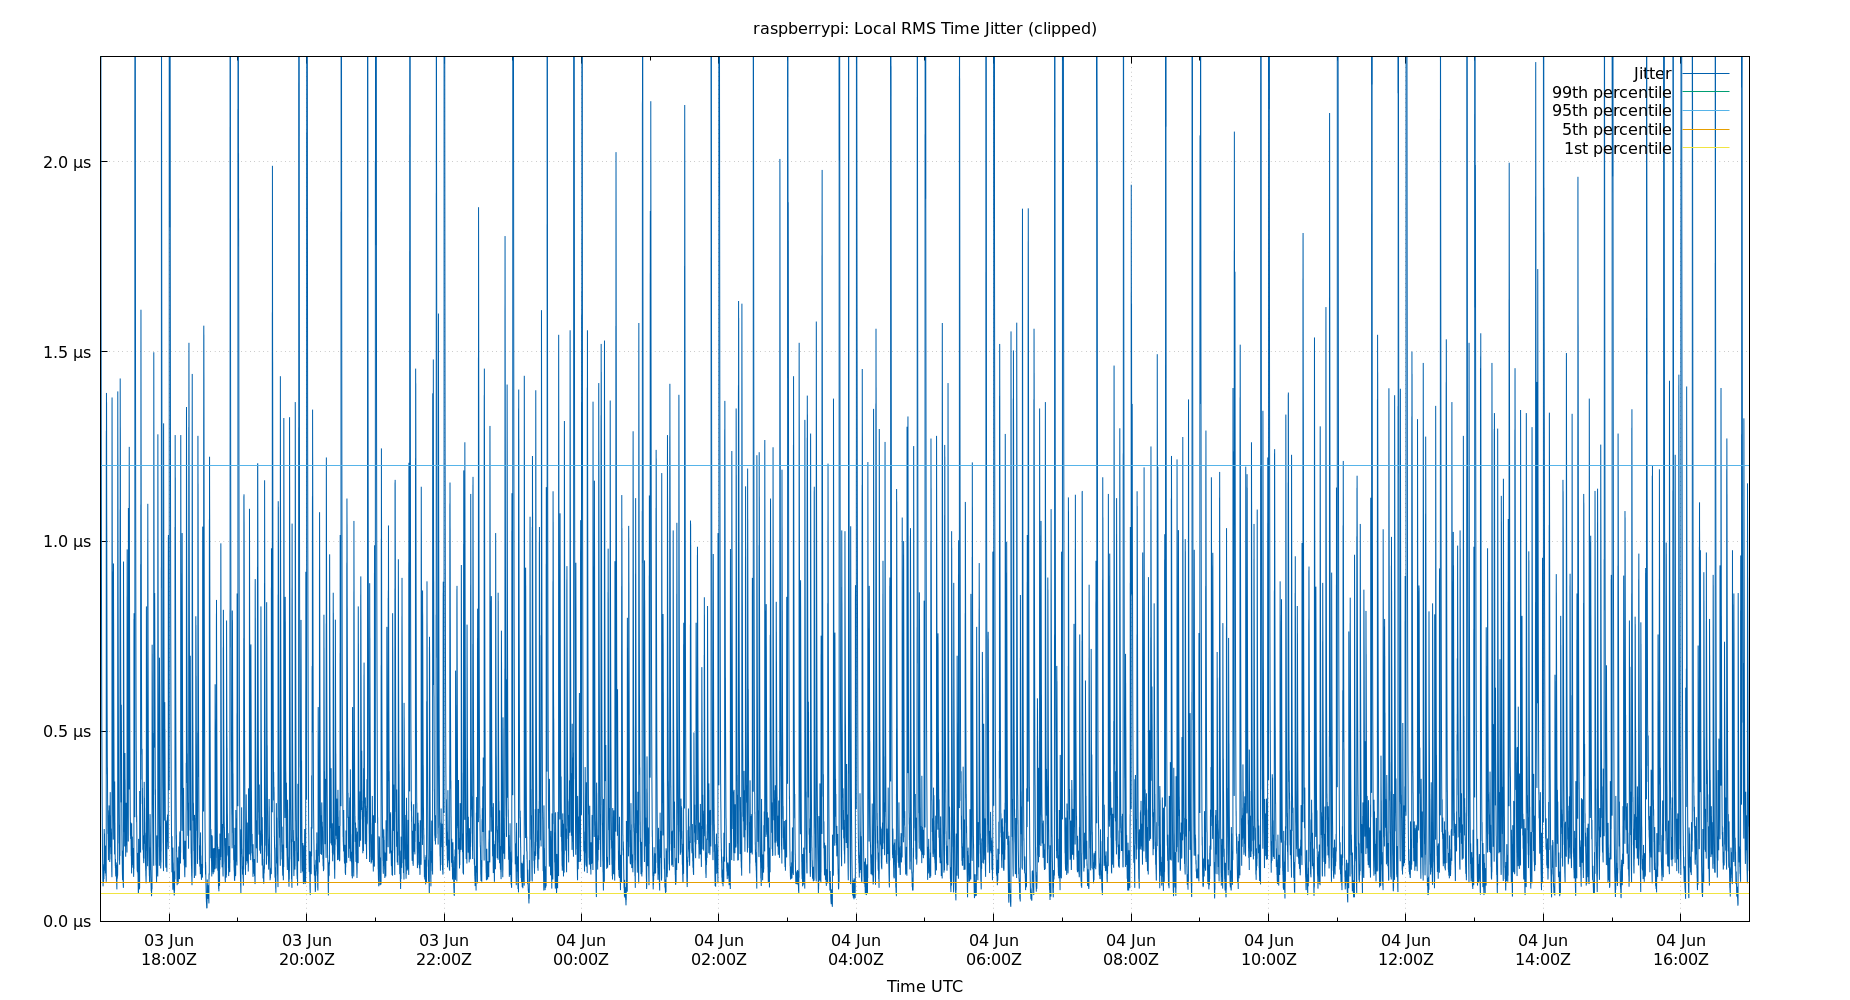 raspberrypi: Local RMS Time Jitter (clipped)
Jitter
99th percentile
95th percentile
5th percentile
1st percentile
2.0 µs
1.5 µs
1.0 µs
0.5 µs
0.0 µs
03 Jun 03 Jun 03 Jun 04 Jun 04 Jun 04 Jun 04 Jun 04 Jun 04 Jun 04 Jun 04 Jun 04 Jun
18:00Z 20:00Z 22:00Z 00:00Z 02:00Z 04:00Z 06:00Z 08:00Z 10:00Z 12:00Z 14:00Z 16:00Z
Time UTC